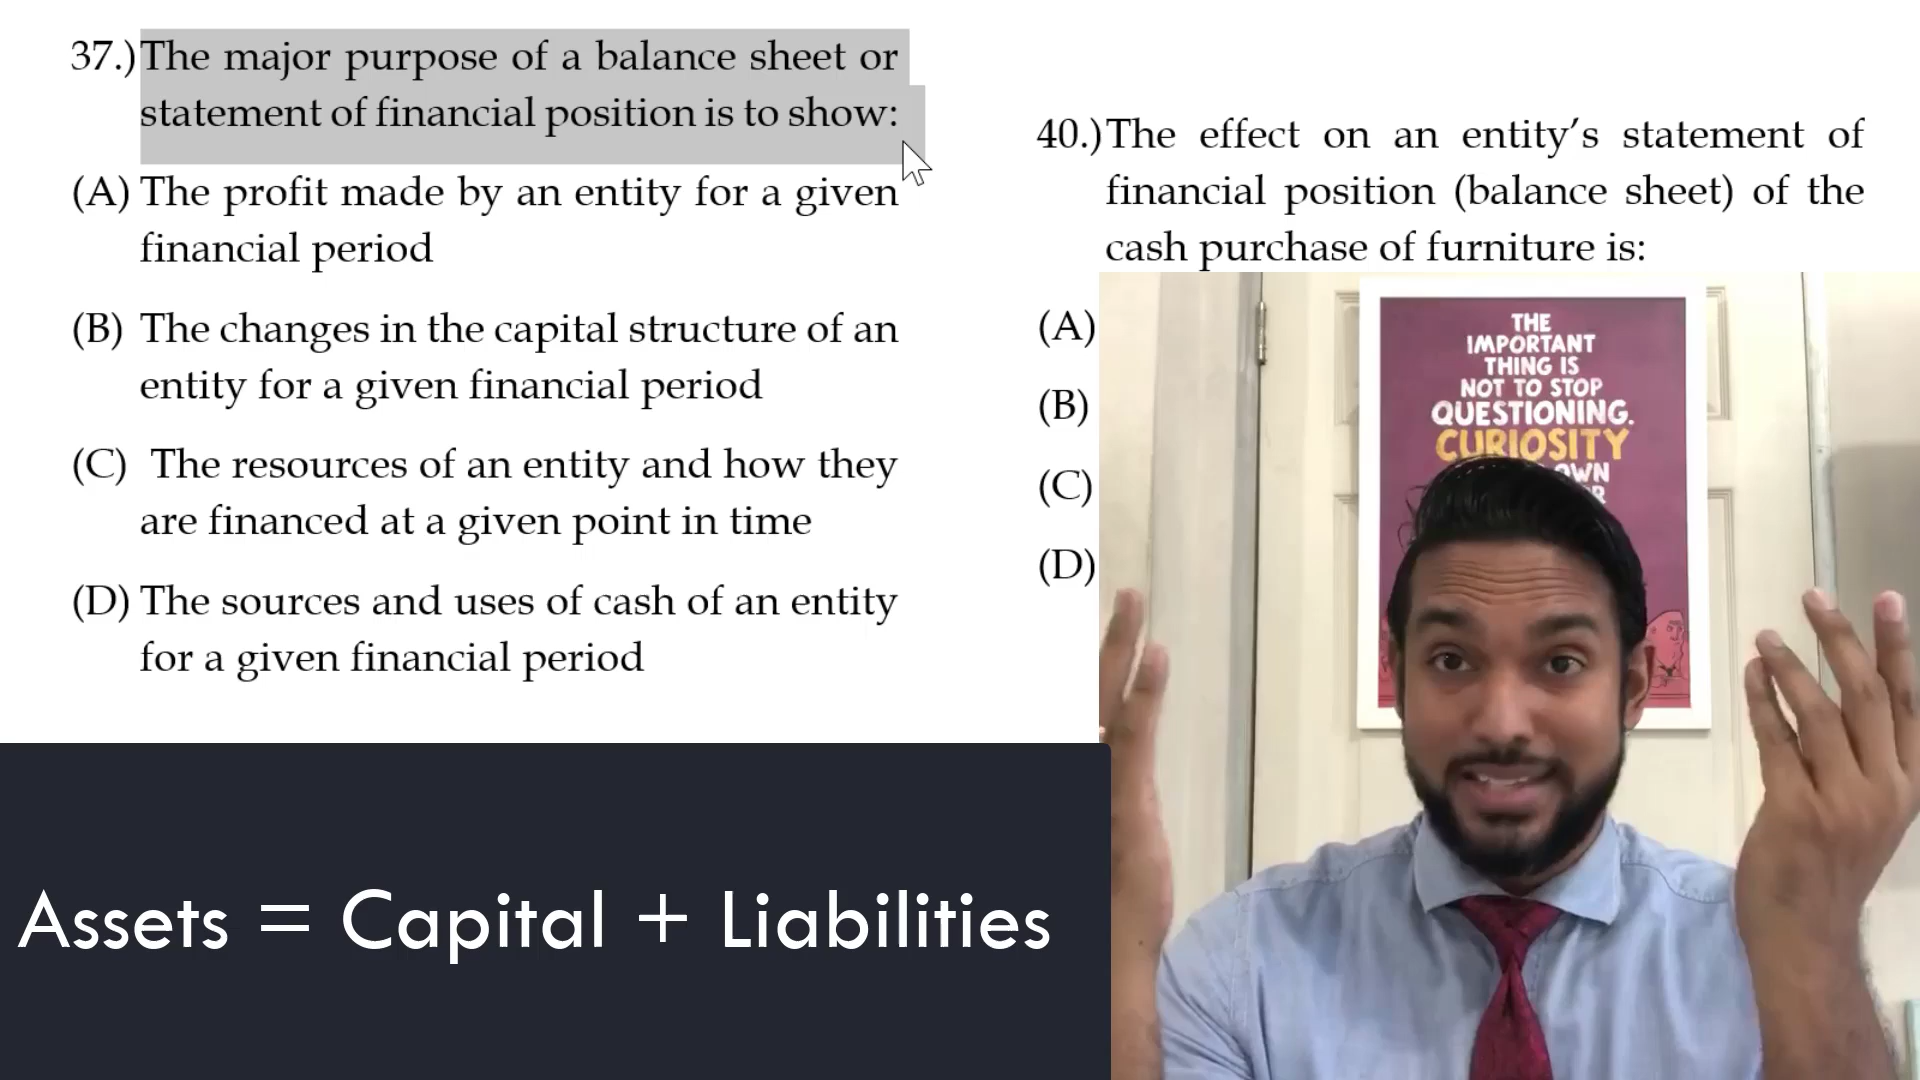 37.) The major purpose of a balance sheet or
statement of financial position is to show:
(A) The profit made by an entity for a given
financial period
(B) The changes in the capital structure of an
entity for a given financial period
(C) The resources of an entity and how they
are financed at a given point in time
(D) The sources and uses of cash of an entity
for a given financial period
40.) The effect on an entity’s statement of
financial position (balance sheet) of the
cash purchase of furniture is:
(A)
(B)
(C)
(D)
THE
IMPORTANT
THING IS
NOT TO STOP
QUESTIONING.
CURIOSITY
OWN
Assets = Capital + Liabilities